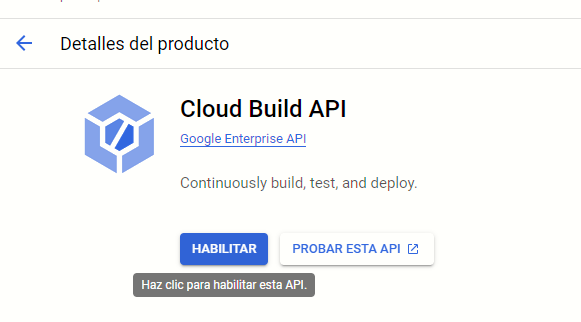 Detalles del producto
Cloud Build API
Google Enterprise API
Continuously build, test, and deploy.
HABILITAR
PROBAR ESTA API
Haz clic para habilitar esta API.